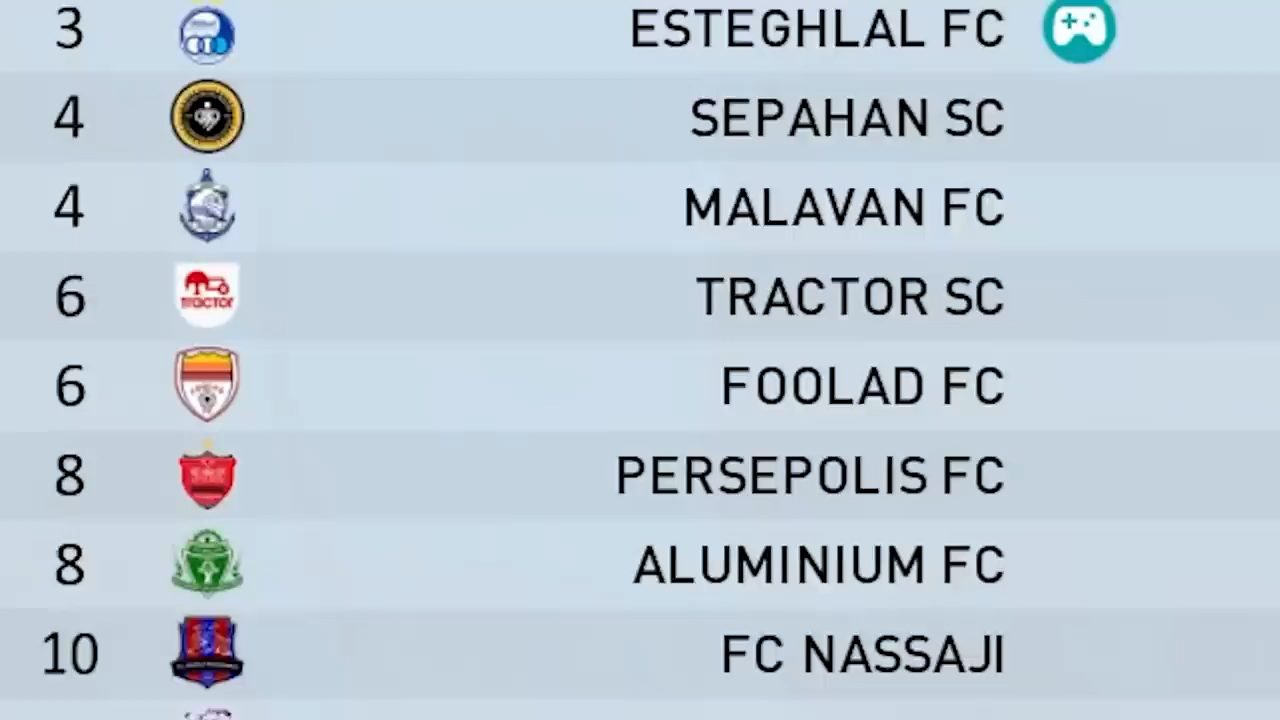 3 ESTEGHLAL FC
4 SEPAHAN SC
4 MALAVAN FC
6 TRACTOR SC
TRACTOR
6 FOOLAD FC
8 PERSEPOLIS FC
8 ALUMINIUM FC
10 FC NASSAJI